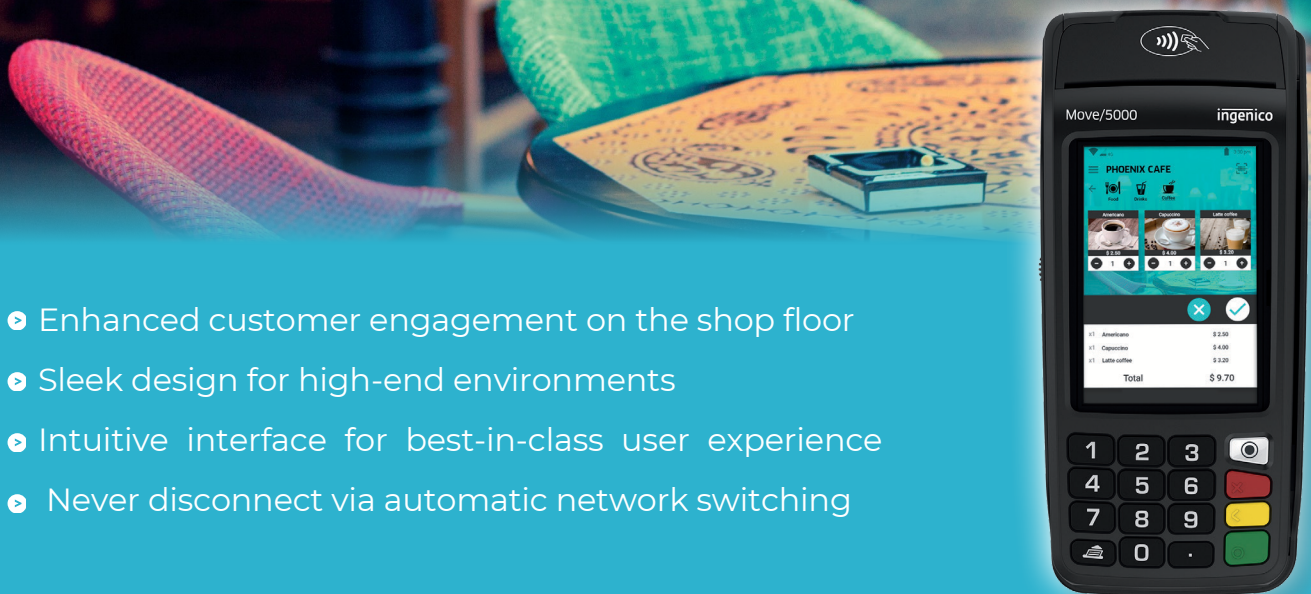 Move/5000 ingenico
PHOENIX CAFE
Food Drinks Coffee
Americano Capuccino Latte coffee
$ 2.50 $ 4.00 $ 3.20
1 1 1
x1 Americano $ 2.50
x1 Capuccino $ 4.00
x1 Latte coffee $ 3.20
Total $ 9.70
Enhanced customer engagement on the shop floor
Sleek design for high-end environments
Intuitive interface for best-in-class user experience
Never disconnect via automatic network switching
1 2 3
4 5 6
7 8 9
0 .